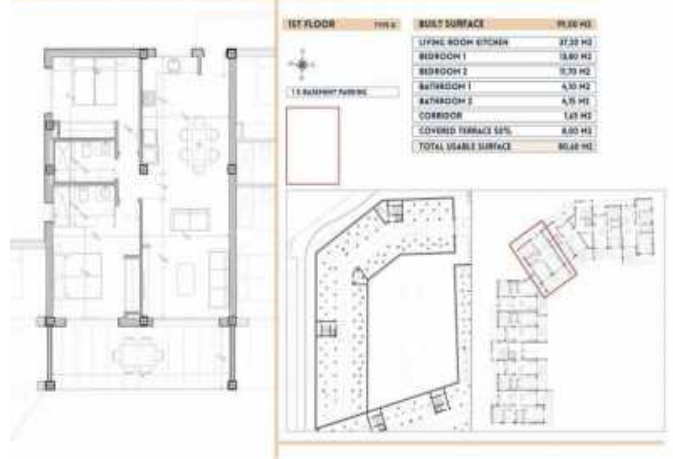 1ST FLOOR
BUILT SURFACE
LIVING ROOM KITCHEN 37,20 M2
BEDROOM 1 13,80 M2
BEDROOM 2 11,70 M2
BATHROOM 1 4,10 M2
BATHROOM 2 4,15 M2
CORRIDOR 1,65 M2
COVERED TERRACE 50% 8,00 M2
TOTAL USABLE SURFACE 80,60 M2
BASEMENT PARKING